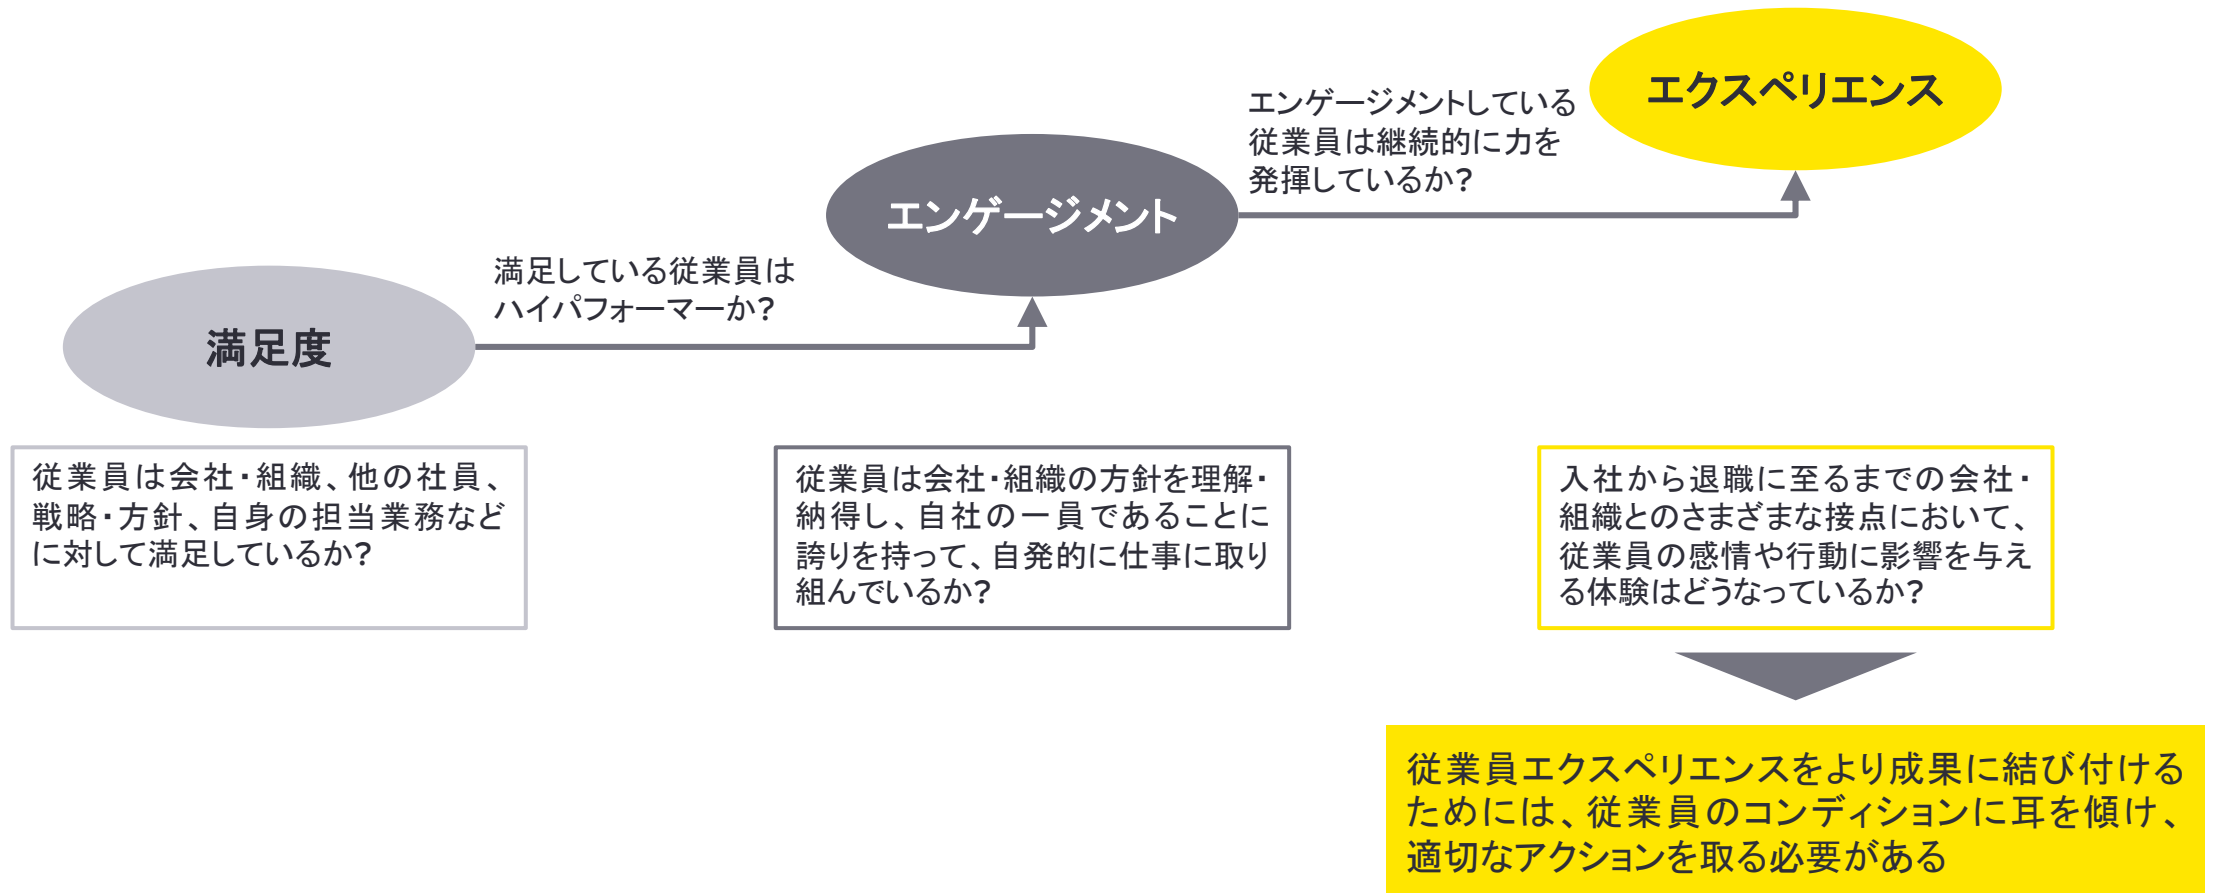 エクスペリエンス
エンゲージメントしている
従業員は継続的に力を
発揮しているか?
エンゲージメント
満足している従業員は
ハイパフォーマーか?
満足度
従業員は会社・組織、他の社員、
戦略・方針、自身の担当業務など
に対して満足しているか?
従業員は会社・組織の方針を理解・
納得し、自社の一員であることに
誇りを持って、自発的に仕事に取り
組んでいるか?
入社から退職に至るまでの会社・
組織とのさまざまな接点において、
従業員の感情や行動に影響を与え
る体験はどうなっているか?
従業員エクスペリエンスをより成果に結び付ける
ためには、従業員のコンディションに耳を傾け、
適切なアクションを取る必要がある